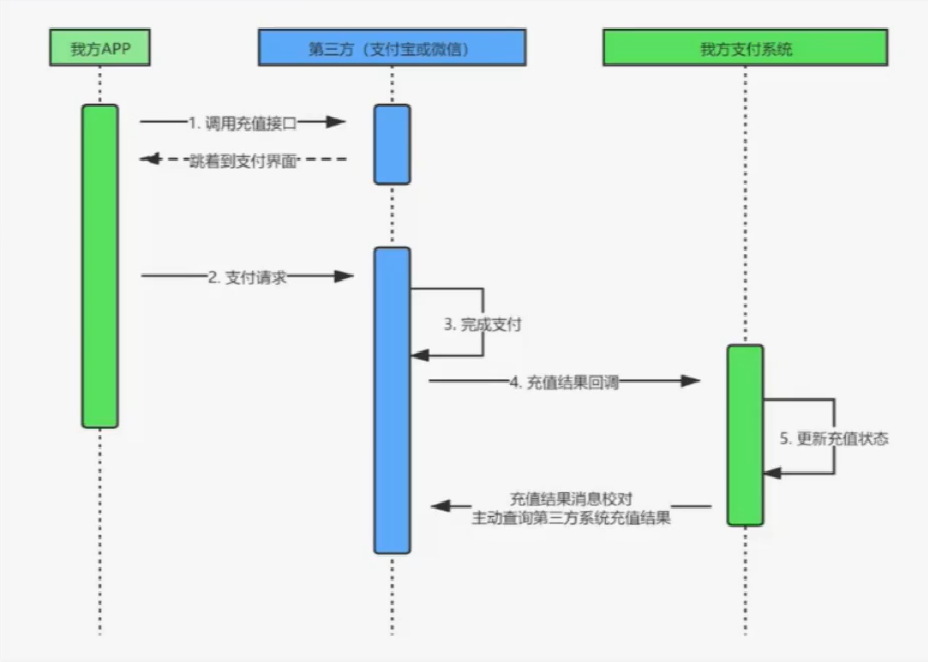 我方APP
第三方（支付宝或微信）
我方支付系统
1. 调用充值接口
跳着到支付界面
2. 支付请求
3. 完成支付
4. 充值结果回调
5. 更新充值状态
充值结果消息校对
主动查询第三方系统充值结果